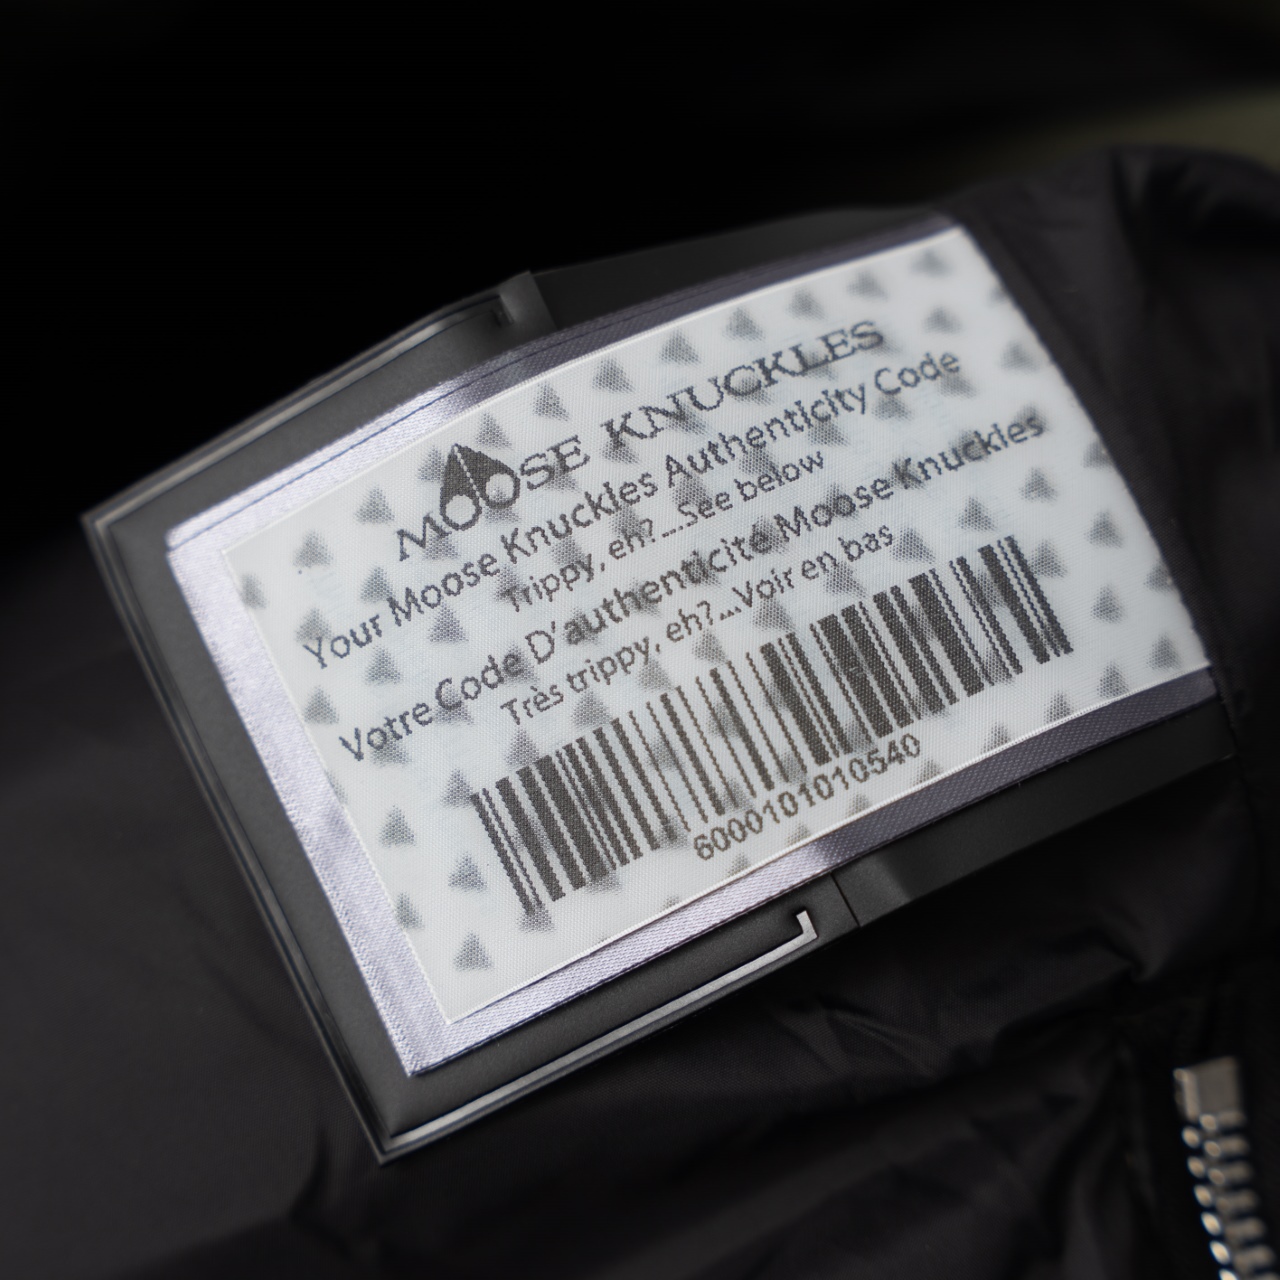 MOOSE KNUCKLES
Your Moose Knuckles Authenticity Code
Trippy, eh?...See below
Votre Code D'authenticité Moose Knuckles
Très trippy, eh?...Voir en bas
6000101010540